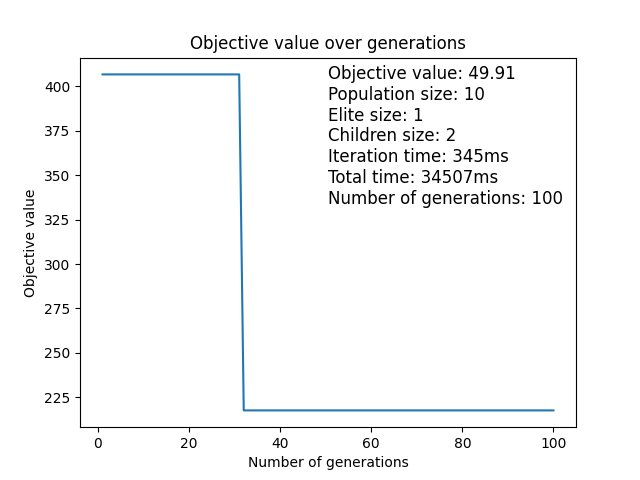 Objective value over generations
Objective value: 49.91
Population size: 10
Elite size: 1
Children size: 2
Iteration time: 345ms
Total time: 34507ms
Number of generations: 100
Objective value
400
375
350
325
300
275
250
225
0 20 40 60 80 100
Number of generations